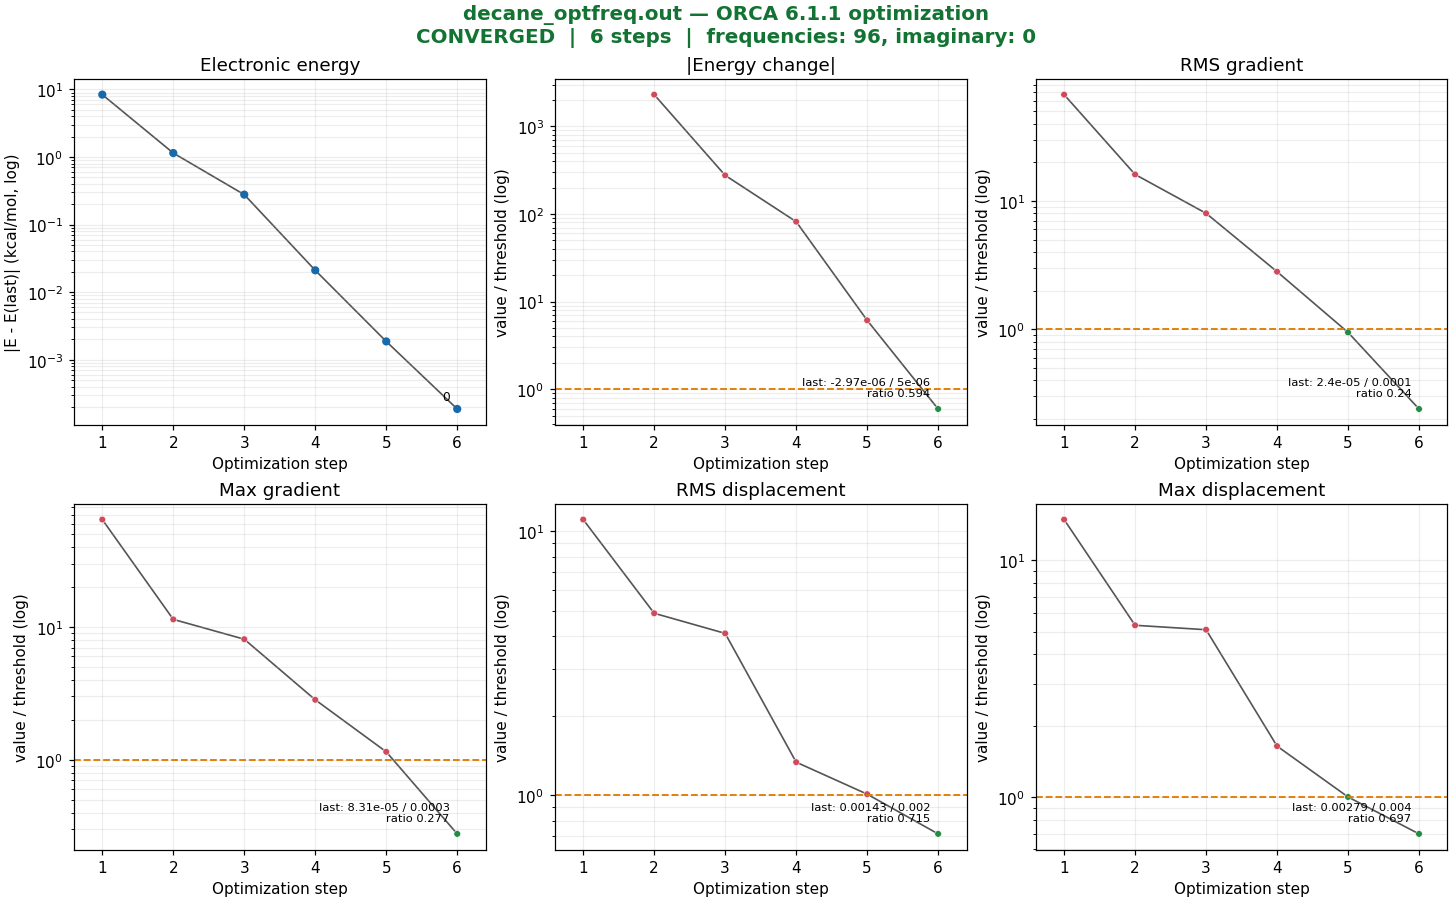 decane_optfreq.out — ORCA 6.1.1 optimization
CONVERGED | 6 steps | frequencies: 96, imaginary: 0
Electronic energy
|E - E(last)| (kcal/mol, log)
10¹
10⁰
10⁻¹
10⁻²
10⁻³
0
1 2 3 4 5 6
Optimization step
|Energy change|
value / threshold (log)
10³
10²
10¹
10⁰
last: -2.97e-06 / 5e-06
ratio 0.594
1 2 3 4 5 6
Optimization step
RMS gradient
value / threshold (log)
10¹
10⁰
last: 2.4e-05 / 0.0001
ratio 0.24
1 2 3 4 5 6
Optimization step
Max gradient
value / threshold (log)
10¹
10⁰
last: 8.31e-05 / 0.0003
ratio 0.277
1 2 3 4 5 6
Optimization step
RMS displacement
value / threshold (log)
10¹
10⁰
last: 0.00143 / 0.002
ratio 0.715
1 2 3 4 5 6
Optimization step
Max displacement
value / threshold (log)
10¹
10⁰
last: 0.00279 / 0.004
ratio 0.697
1 2 3 4 5 6
Optimization step